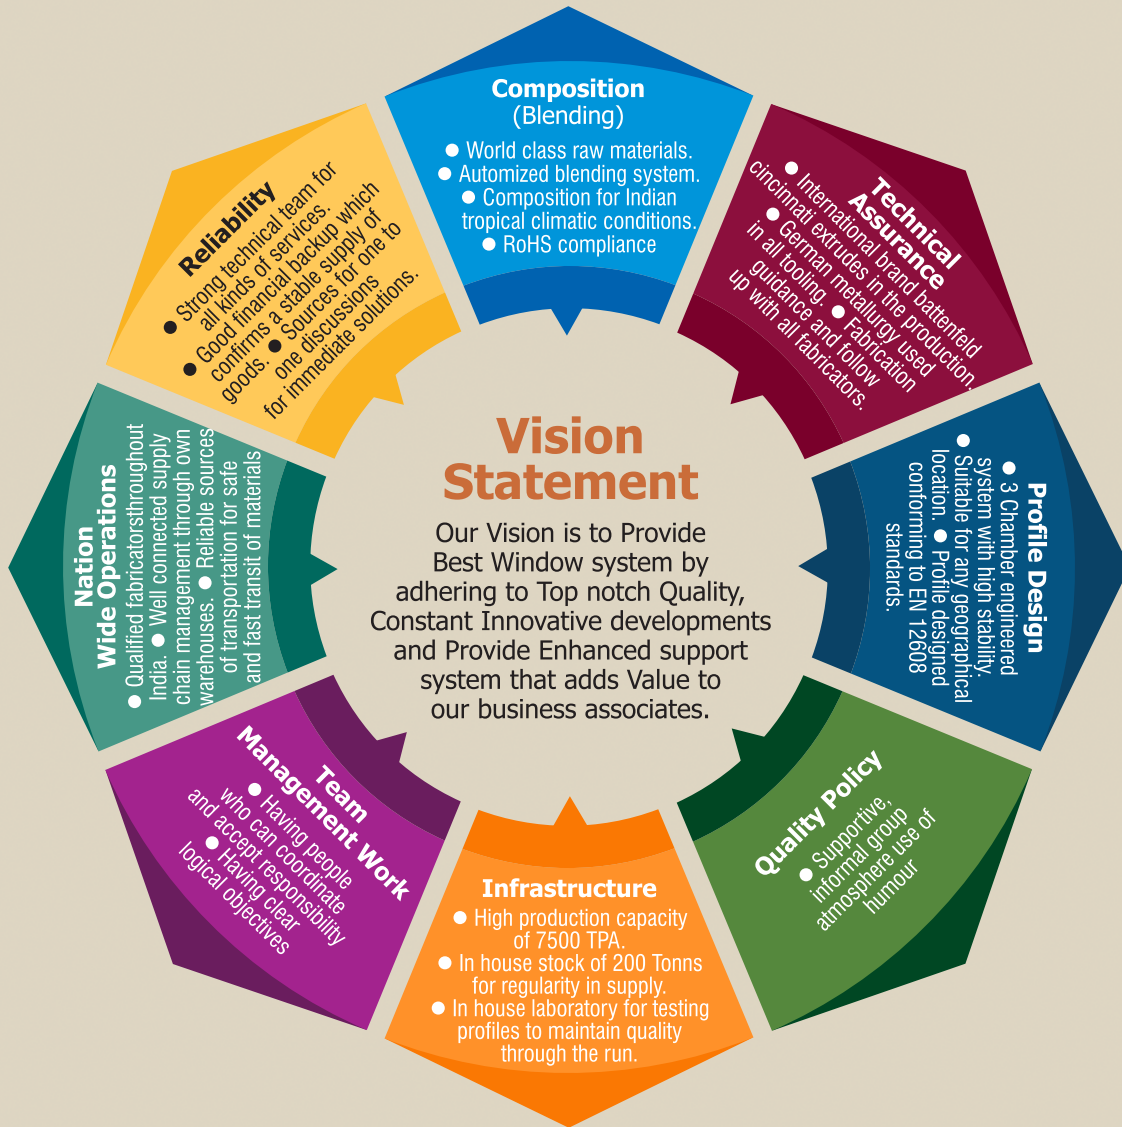 Composition
(Blending)
● World class raw materials.
● Automized blending system.
● Composition for Indian
tropical climatic conditions.
● RoHS compliance
Technical
Assurance
● International brand battenfeld
cincinnati extrudes in the production.
● German metallurgy used
in all tooling. ● Fabrication
guidance and follow
up with all fabricators.
Profile Design
● 3 Chamber engineered
system with high stability.
● Suitable for any geographical
location. ● Profile designed
conforming to EN 12608
standards.
Quality Policy
● Supportive,
informal group
atmosphere use of
humour
Infrastructure
● High production capacity
of 7500 TPA.
● In house stock of 200 Tonns
for regularity in supply.
● In house laboratory for testing
profiles to maintain quality
through the run.
Team
Management Work
● Having people
who can coordinate
and accept responsibility
● Having clear
logical objectives
Nation
Wide Operations
● Qualified fabricatorsthroughout
India. ● Well connected supply
chain management through own
warehouses. ● Reliable sources
of transportation for safe
and fast transit of materials
Reliability
● Strong technical team for
all kinds of services.
● Good financial backup which
confirms a stable supply of
goods. ● Sources for one to
one discussions
for immediate solutions.
Vision
Statement
Our Vision is to Provide
Best Window system by
adhering to Top notch Quality,
Constant Innovative developments
and Provide Enhanced support
system that adds Value to
our business associates.